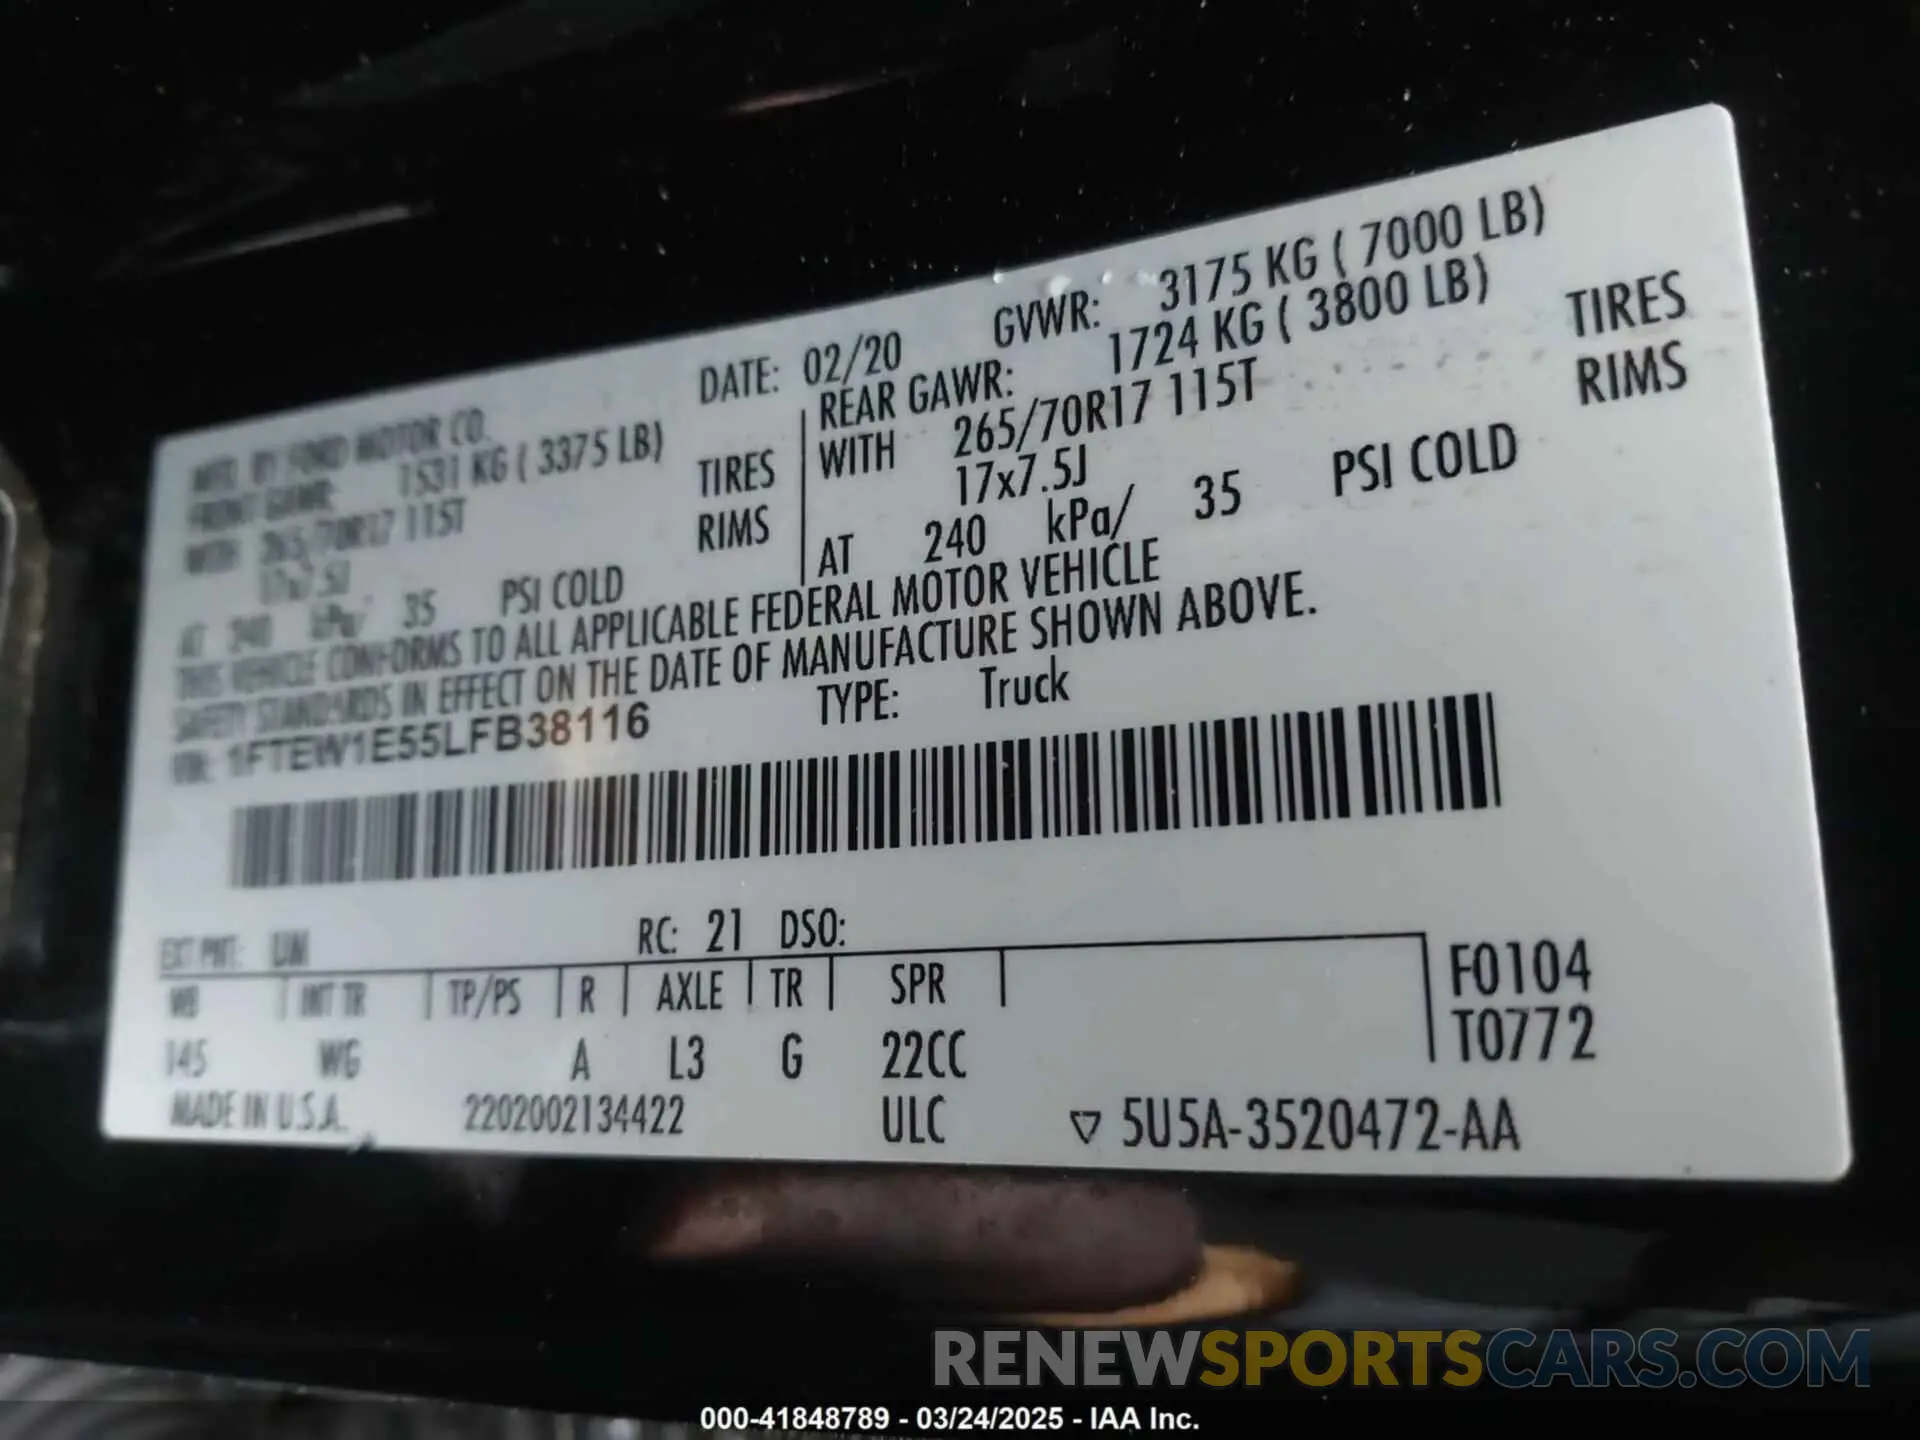 MFD. BY FORD MOTOR CO. DATE: 02/20 GVWR: 3175 KG ( 7000 LB)
FRONT GAWR: 1531 KG ( 3375 LB) REAR GAWR: 1724 KG ( 3800 LB)
WITH 265/70R17 115T TIRES WITH 265/70R17 115T TIRES
17x7.5J RIMS 17x7.5J RIMS
AT 240 kPa/ 35 PSI COLD AT 240 kPa/ 35 PSI COLD
THIS VEHICLE CONFORMS TO ALL APPLICABLE FEDERAL MOTOR VEHICLE
SAFETY STANDARDS IN EFFECT ON THE DATE OF MANUFACTURE SHOWN ABOVE.
VIN: 1FTEW1E55LFB38116 TYPE: Truck
EXT PNT: UM RC: 21 DSO:
WB INT TR TP/PS R AXLE TR SPR F0104
145 WG A L3 G 22CC T0772
MADE IN U.S.A. 2202002134422 ULC ▽ 5U5A-3520472-AA
RENEWSPORTSCARS.COM
000-41848789 - 03/24/2025 - IAA Inc.